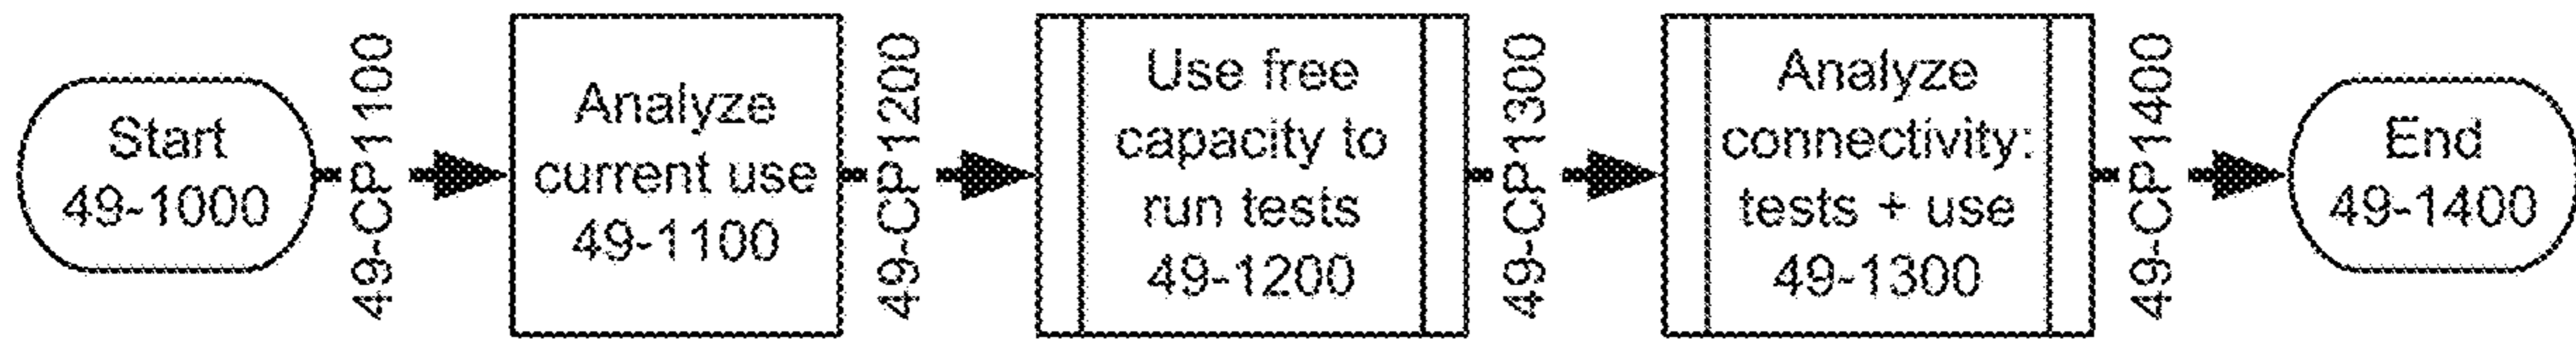 Start
49-1000
49-CP1100
Analyze
current use
49-1100
49-CP1200
Use free
capacity to
run tests
49-1200
49-CP1300
Analyze
connectivity:
tests + use
49-1300
49-CP1400
End
49-1400